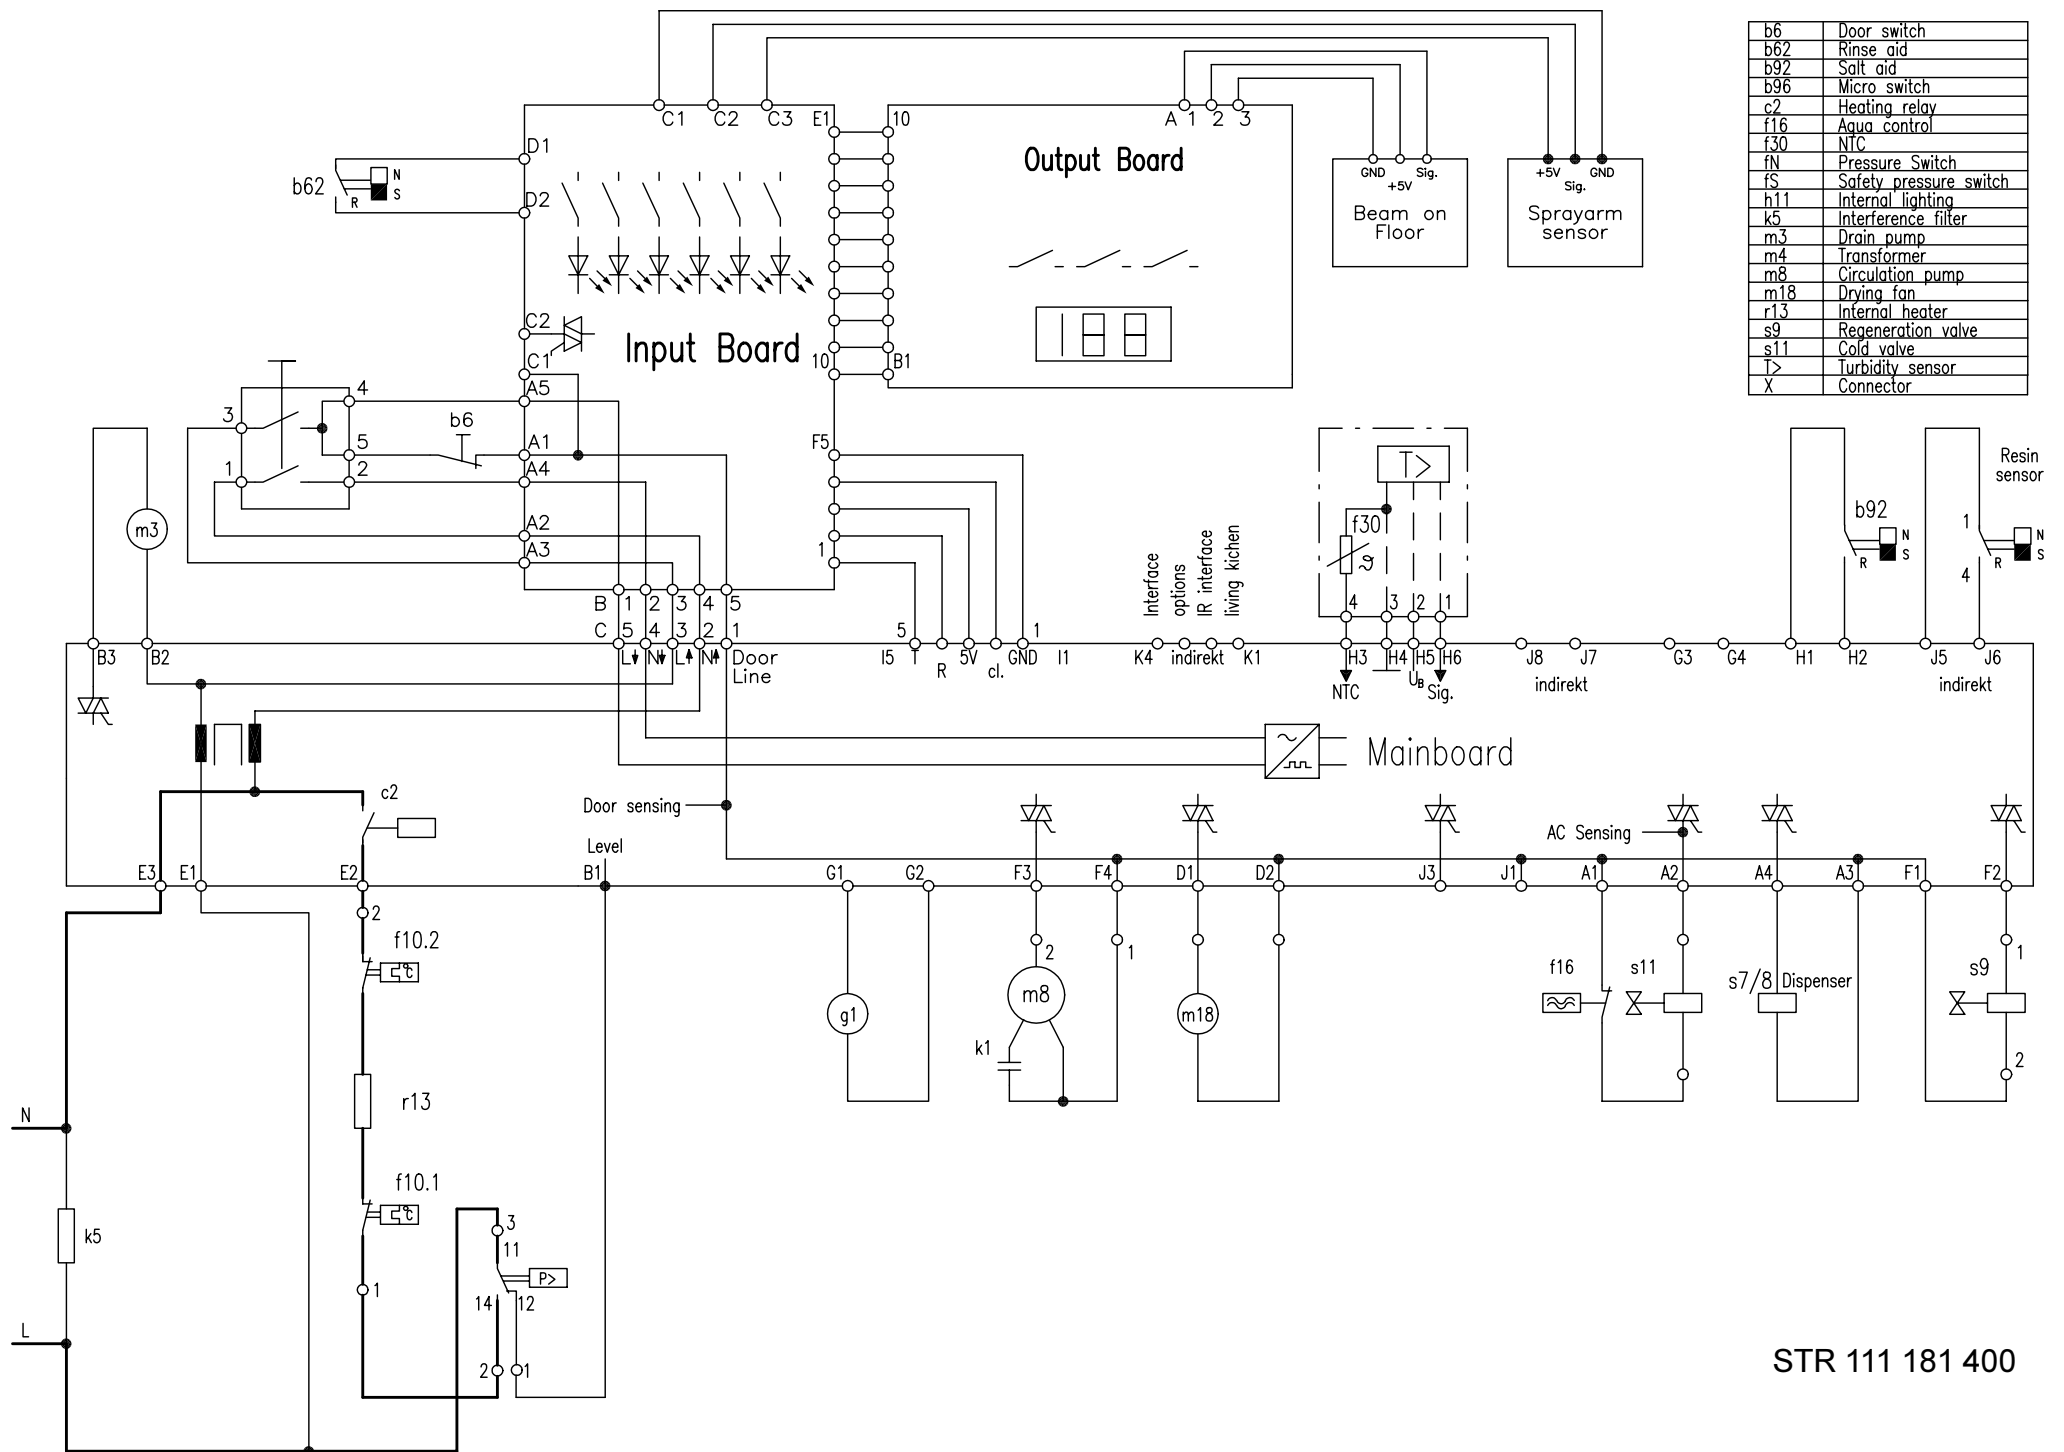 b6 Door switch
b62 Rinse aid
b92 Salt aid
b96 Micro switch
c2 Heating relay
f16 Aqua control
f30 NTC
fN Pressure Switch
fS Safety pressure switch
h11 Internal lighting
k5 Interference filter
m3 Drain pump
m4 Transformer
m8 Circulation pump
m18 Drying fan
r13 Internal heater
s9 Regeneration valve
s11 Cold valve
T> Turbidity sensor
X Connector
C1 C2 C3 E1 10
A 1 2 3
D1
Output Board
b62 N
S
R
D2
GND Sig.
+5V
Beam on
Floor
+5V GND
Sig.
Sprayarm
sensor
C2
C1
Input Board
10 B1
A5
4
3
5
b6
A1
F5
1 2
A4
T>
Resin
sensor
m3
A2
A3
1
f30
ϑ
b92
N
S
R
1
N
S
R
4
Interface
options
IR interface
living kichen
4 3 2 1
B 1 2 3 4 5
C 5 4 3 2 1
5 1
B3 B2
L N L N Door
Line
I5 T R 5V cl. GND I1
K4 indirekt K1
H3 H4 H5 H6
NTC UB Sig.
J8 J7
indirekt
G3 G4 H1 H2 J5 J6
indirekt
Mainboard
c2
Door sensing
AC Sensing
Level
E3 E1 E2 B1 G1 G2 F3 F4 D1 D2 J3 J1 A1 A2 A4 A3 F1 F2
2
f10.2
°C
2 1
1
f16 s11 s7/8 Dispenser s9
g1 m8 m18
k1
2
r13
N
f10.1
°C
k5
3
11
P>
1
14 12
L
2 1
STR 111 181 400